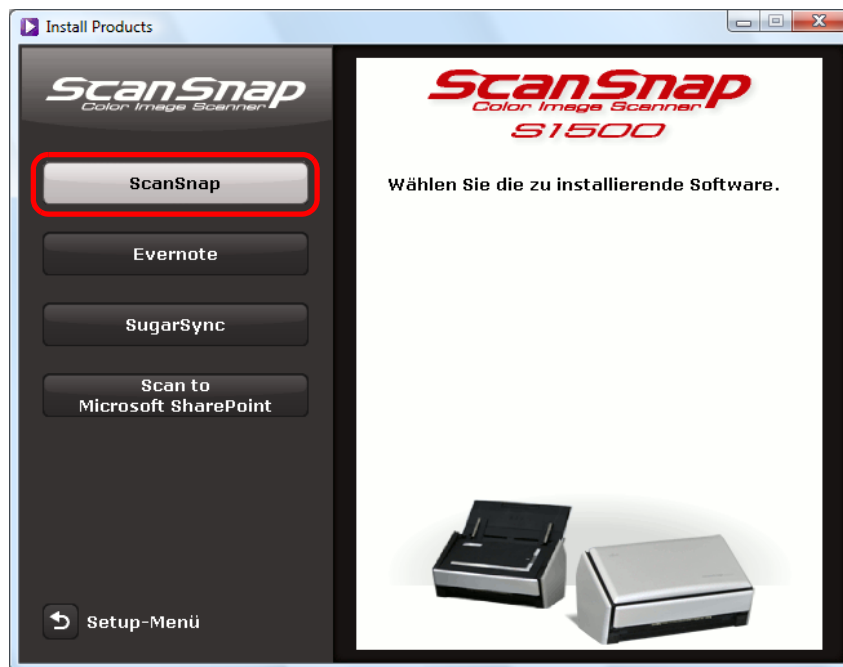 Install Products
ScanSnap
Color Image Scanner
ScanSnap
Evernote
SugarSync
Scan to
Microsoft SharePoint
Setup-Menü
ScanSnap
Color Image Scanner
S1500
Wählen Sie die zu installierende Software.